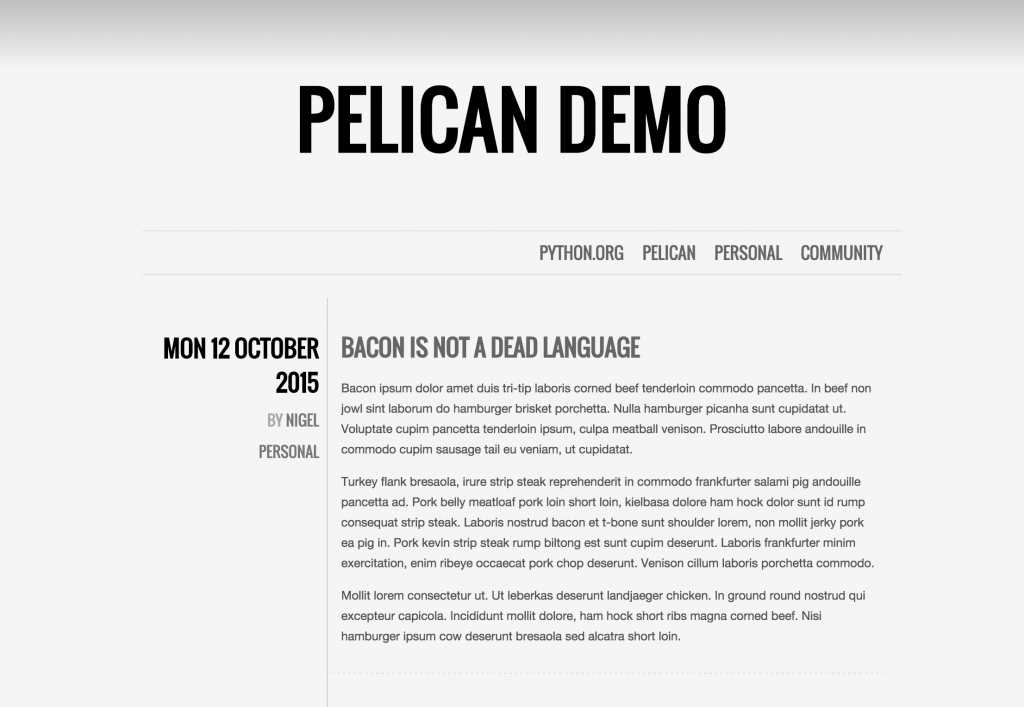 PELICAN DEMO
PYTHON.ORG PELICAN PERSONAL COMMUNITY
MON 12 OCTOBER
2015
BY NIGEL
PERSONAL
BACON IS NOT A DEAD LANGUAGE
Bacon ipsum dolor amet duis tri-tip laboris corned beef tenderloin commodo pancetta. In beef non
jowl sint laborum do hamburger brisket porchetta. Nulla hamburger picanha sunt cupidatat ut.
Voluptate cupim pancetta tenderloin ipsum, culpa meatball venison. Prosciutto labore andouille in
commodo cupim sausage tail eu veniam, ut cupidatat.
Turkey flank bresaola, irure strip steak reprehenderit in commodo frankfurter salami pig andouille
pancetta ad. Pork belly meatloaf pork loin short loin, kielbasa dolore ham hock dolor sunt id rump
consequat strip steak. Laboris nostrud bacon et t-bone sunt shoulder lorem, non mollit jerky pork
ea pig in. Pork kevin strip steak rump biltong est sunt cupim deserunt. Laboris frankfurter minim
exercitation, enim ribeye occaecat pork chop deserunt. Venison cillum laboris porchetta commodo.
Mollit lorem consectetur ut. Ut leberkas deserunt landjaeger chicken. In ground round nostrud qui
excepteur capicola. Incididunt mollit dolore, ham hock short ribs magna corned beef. Nisi
hamburger ipsum cow deserunt bresaola sed alcatra short loin.